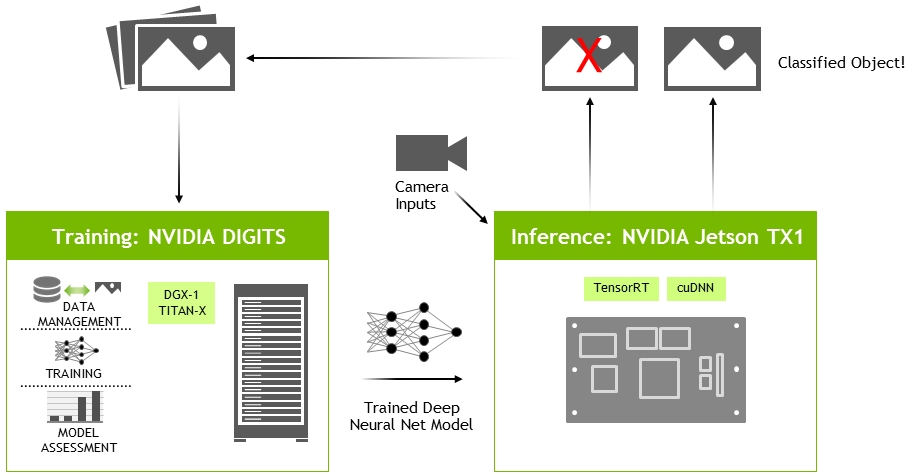 X
Classified Object!
Camera
Inputs
Training: NVIDIA DIGITS
DATA
MANAGEMENT
TRAINING
MODEL
ASSESSMENT
DGX-1
TITAN-X
Trained Deep
Neural Net Model
Inference: NVIDIA Jetson TX1
TensorRT
cuDNN